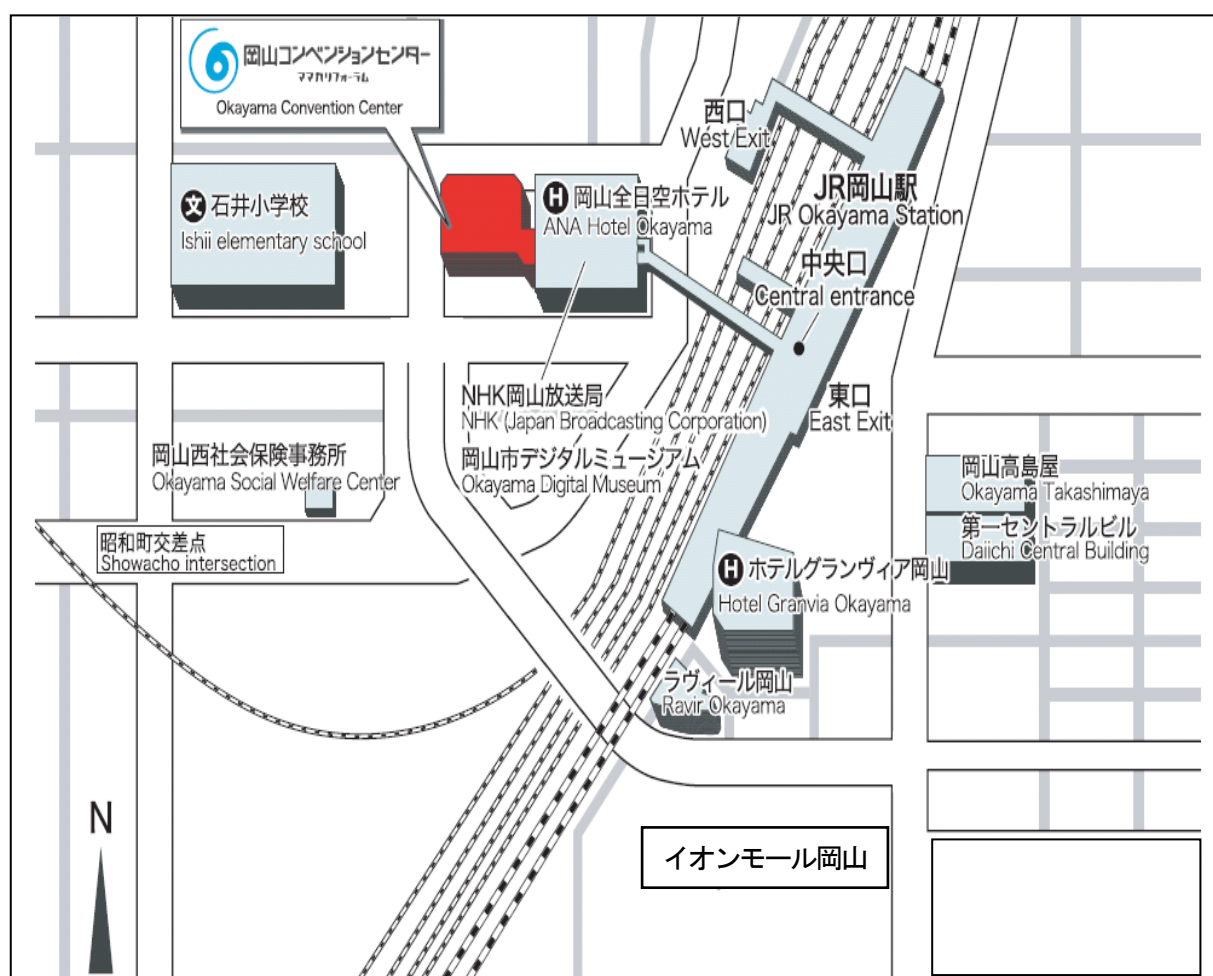 岡山コンベンションセンター
ママカリフォーラム
Okayama Convention Center
西口
West Exit
文 石井小学校
Ishii elementary school
H 岡山全日空ホテル
ANA Hotel Okayama
JR岡山駅
JR Okayama Station
中央口
Central entrance
NHK岡山放送局
NHK (Japan Broadcasting Corporation)
岡山市デジタルミュージアム
Okayama Digital Museum
東口
East Exit
岡山西社会保険事務所
Okayama Social Welfare Center
岡山高島屋
Okayama Takashimaya
第一セントラルビル
Daiichi Central Building
昭和町交差点
Showacho intersection
H ホテルグランヴィア岡山
Hotel Granvia Okayama
ラヴィール岡山
Ravir Okayama
N
イオンモール岡山